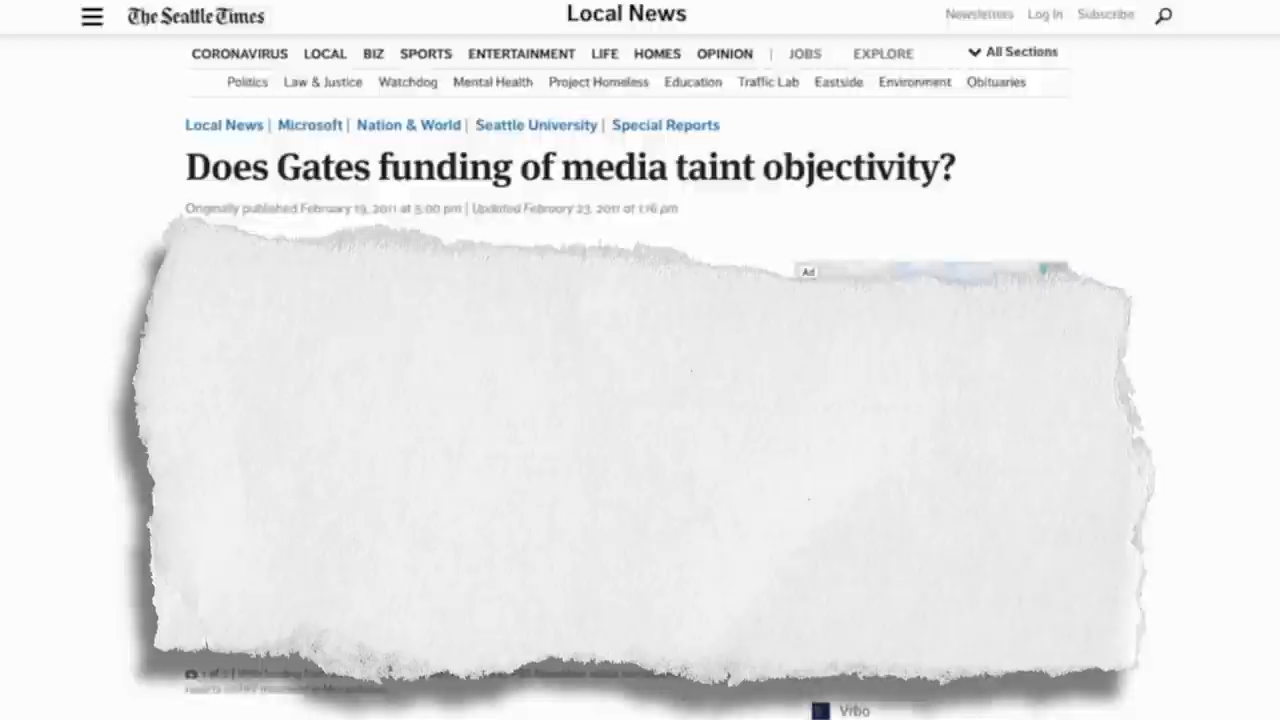 The Seattle Times Local News Newsletters Log In Subscribe
CORONAVIRUS LOCAL BIZ SPORTS ENTERTAINMENT LIFE HOMES OPINION | JOBS EXPLORE All Sections
Politics Law & Justice Watchdog Mental Health Project Homeless Education Traffic Lab Eastside Environment Obituaries
Local News | Microsoft | Nation & World | Seattle University | Special Reports
Does Gates funding of media taint objectivity?
Originally published February 19, 2011 at 5:00 pm | Updated February 23, 2011 at 1:16 pm
Ad
Vrbo